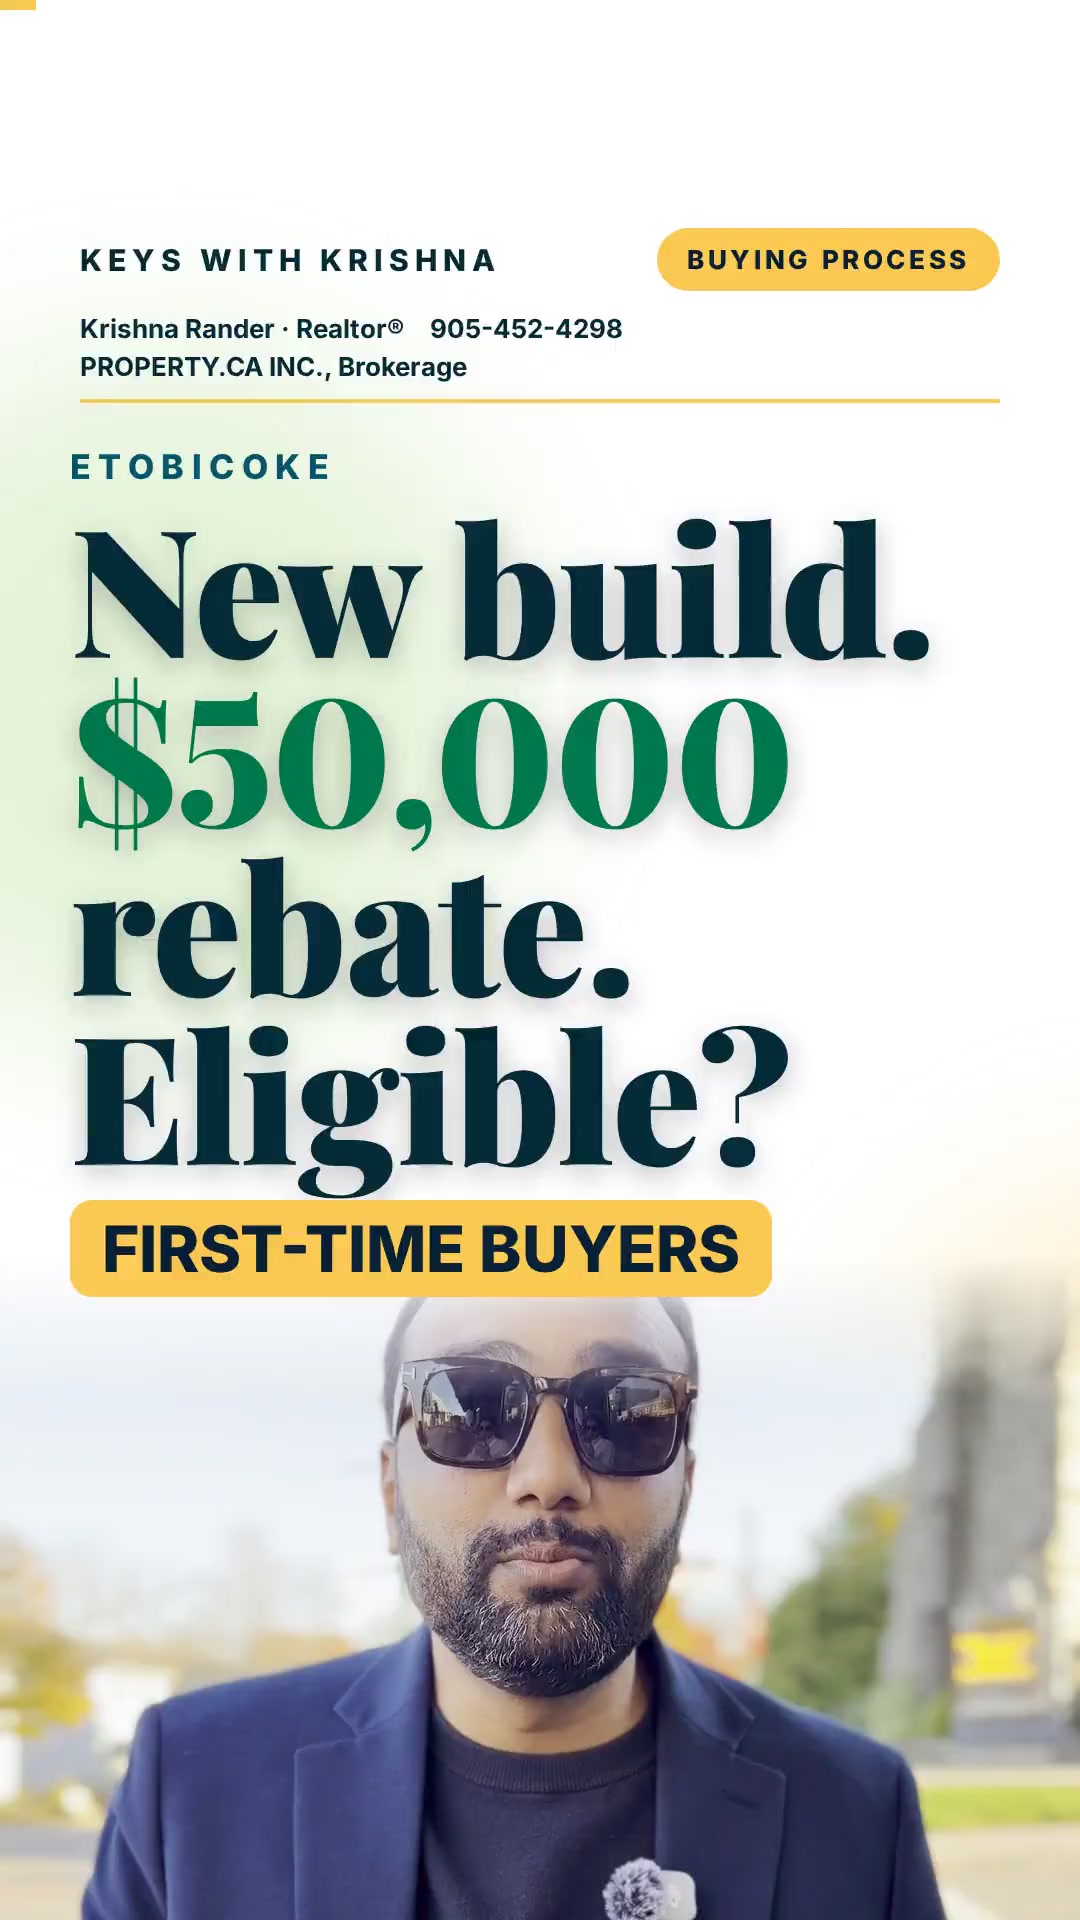 KEYS WITH KRISHNA
BUYING PROCESS
Krishna Rander · Realtor® 905-452-4298
PROPERTY.CA INC., Brokerage
ETOBICOKE
New build.
$50,000
rebate.
Eligible?
FIRST-TIME BUYERS